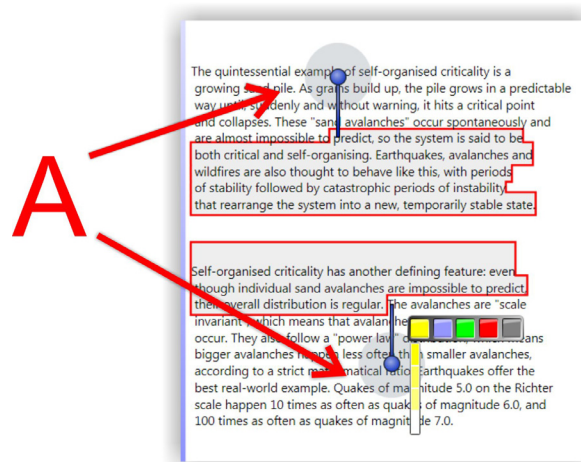 The quintessential example of self-organised criticality is a
growing sand pile. As grains build up, the pile grows in a predictable
way until, suddenly and without warning, it hits a critical point
and collapses. These "sand avalanches" occur spontaneously and
are almost impossible to predict, so the system is said to be
both critical and self-organising. Earthquakes, avalanches and
wildfires are also thought to behave like this, with periods
of stability followed by catastrophic periods of instability
that rearrange the system into a new, temporarily stable state.
A
Self-organised criticality has another defining feature: even
though individual sand avalanches are impossible to predict,
their overall distribution is regular. The avalanches are "scale
invariant", which means that avalanches
occur. They also follow a "power law" means
bigger avalanches happen less often than smaller avalanches,
according to a strict mathematical ratio. Earthquakes offer the
best real-world example. Quakes of magnitude 5.0 on the Richter
scale happen 10 times as often as quakes of magnitude 6.0, and
100 times as often as quakes of magnitude 7.0.